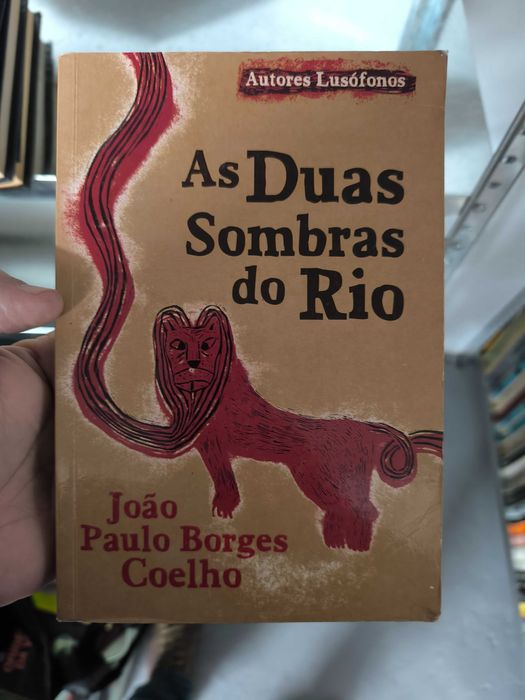 Autores Lusófonos
As Duas
Sombras
do Rio
João
Paulo Borges
Coelho